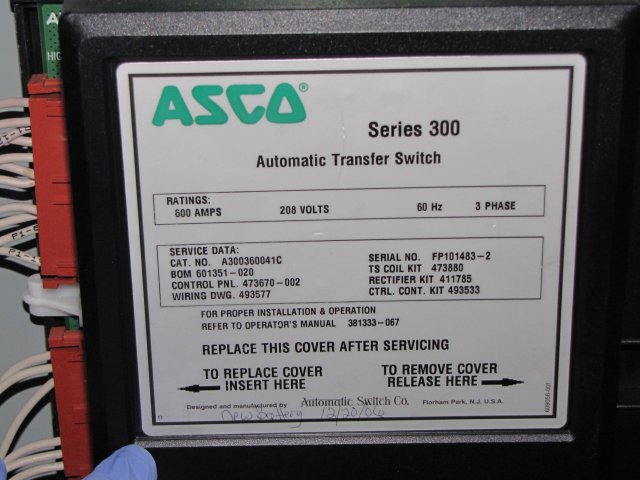 ASCO®
Series 300
Automatic Transfer Switch
RATINGS:
600 AMPS 208 VOLTS 60 Hz 3 PHASE
SERVICE DATA:
CAT. NO. A300360041C
BOM 601351-020
CONTROL PNL. 473670-002
WIRING DWG. 493577
SERIAL NO. FP101483-2
TS COIL KIT 473880
RECTIFIER KIT 411785
CTRL. CONT. KIT 493533
FOR PROPER INSTALLATION & OPERATION
REFER TO OPERATOR'S MANUAL 381333-067
REPLACE THIS COVER AFTER SERVICING
TO REPLACE COVER
INSERT HERE
TO REMOVE COVER
RELEASE HERE
Designed and manufactured by Automatic Switch Co. Florham Park, N.J. U.S.A.
new battery 12/20/06